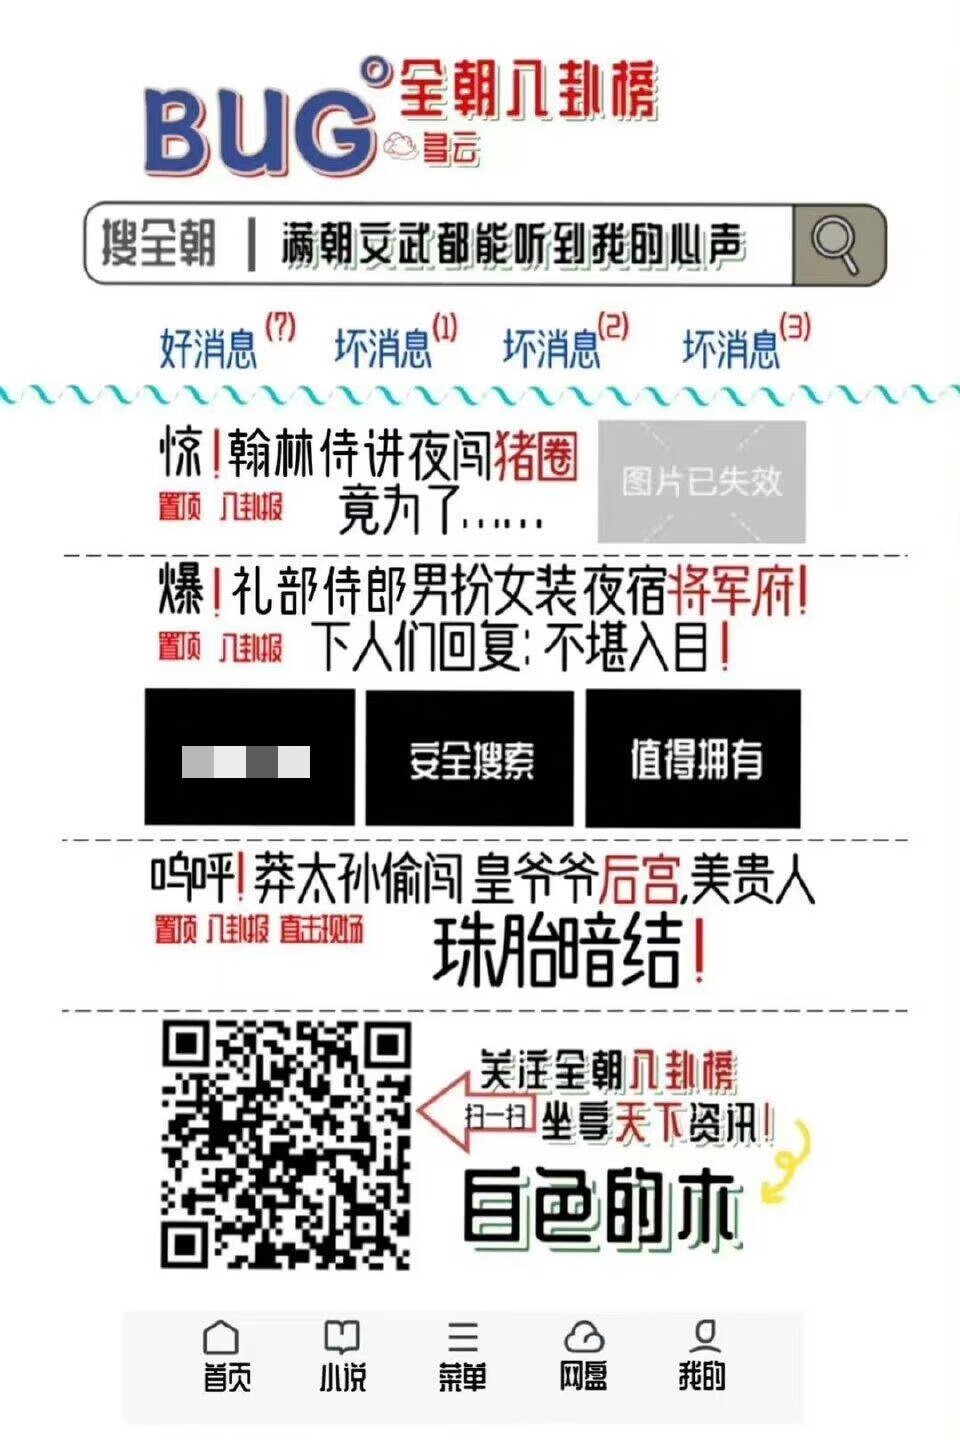 BUG 全朝八卦榜
多云
搜全朝 | 满朝文武都能听到我的心声
好消息(?) 坏消息(1) 坏消息(2) 坏消息(3)
惊!翰林侍讲夜闯猪圈
置顶 八卦报 竟为了……
图片已失效
爆!礼部侍郎男扮女装夜宿将军府!
置顶 八卦报 下人们回复:不堪入目!
安全搜索 值得拥有
呜呼!莽太孙偷闯皇爷爷后宫,美贵人
置顶 八卦报 直击现场
珠胎暗结!
关注全朝八卦榜
扫一扫 坐享天下资讯!
自色的木
首页 小说 菜单 网盘 我的